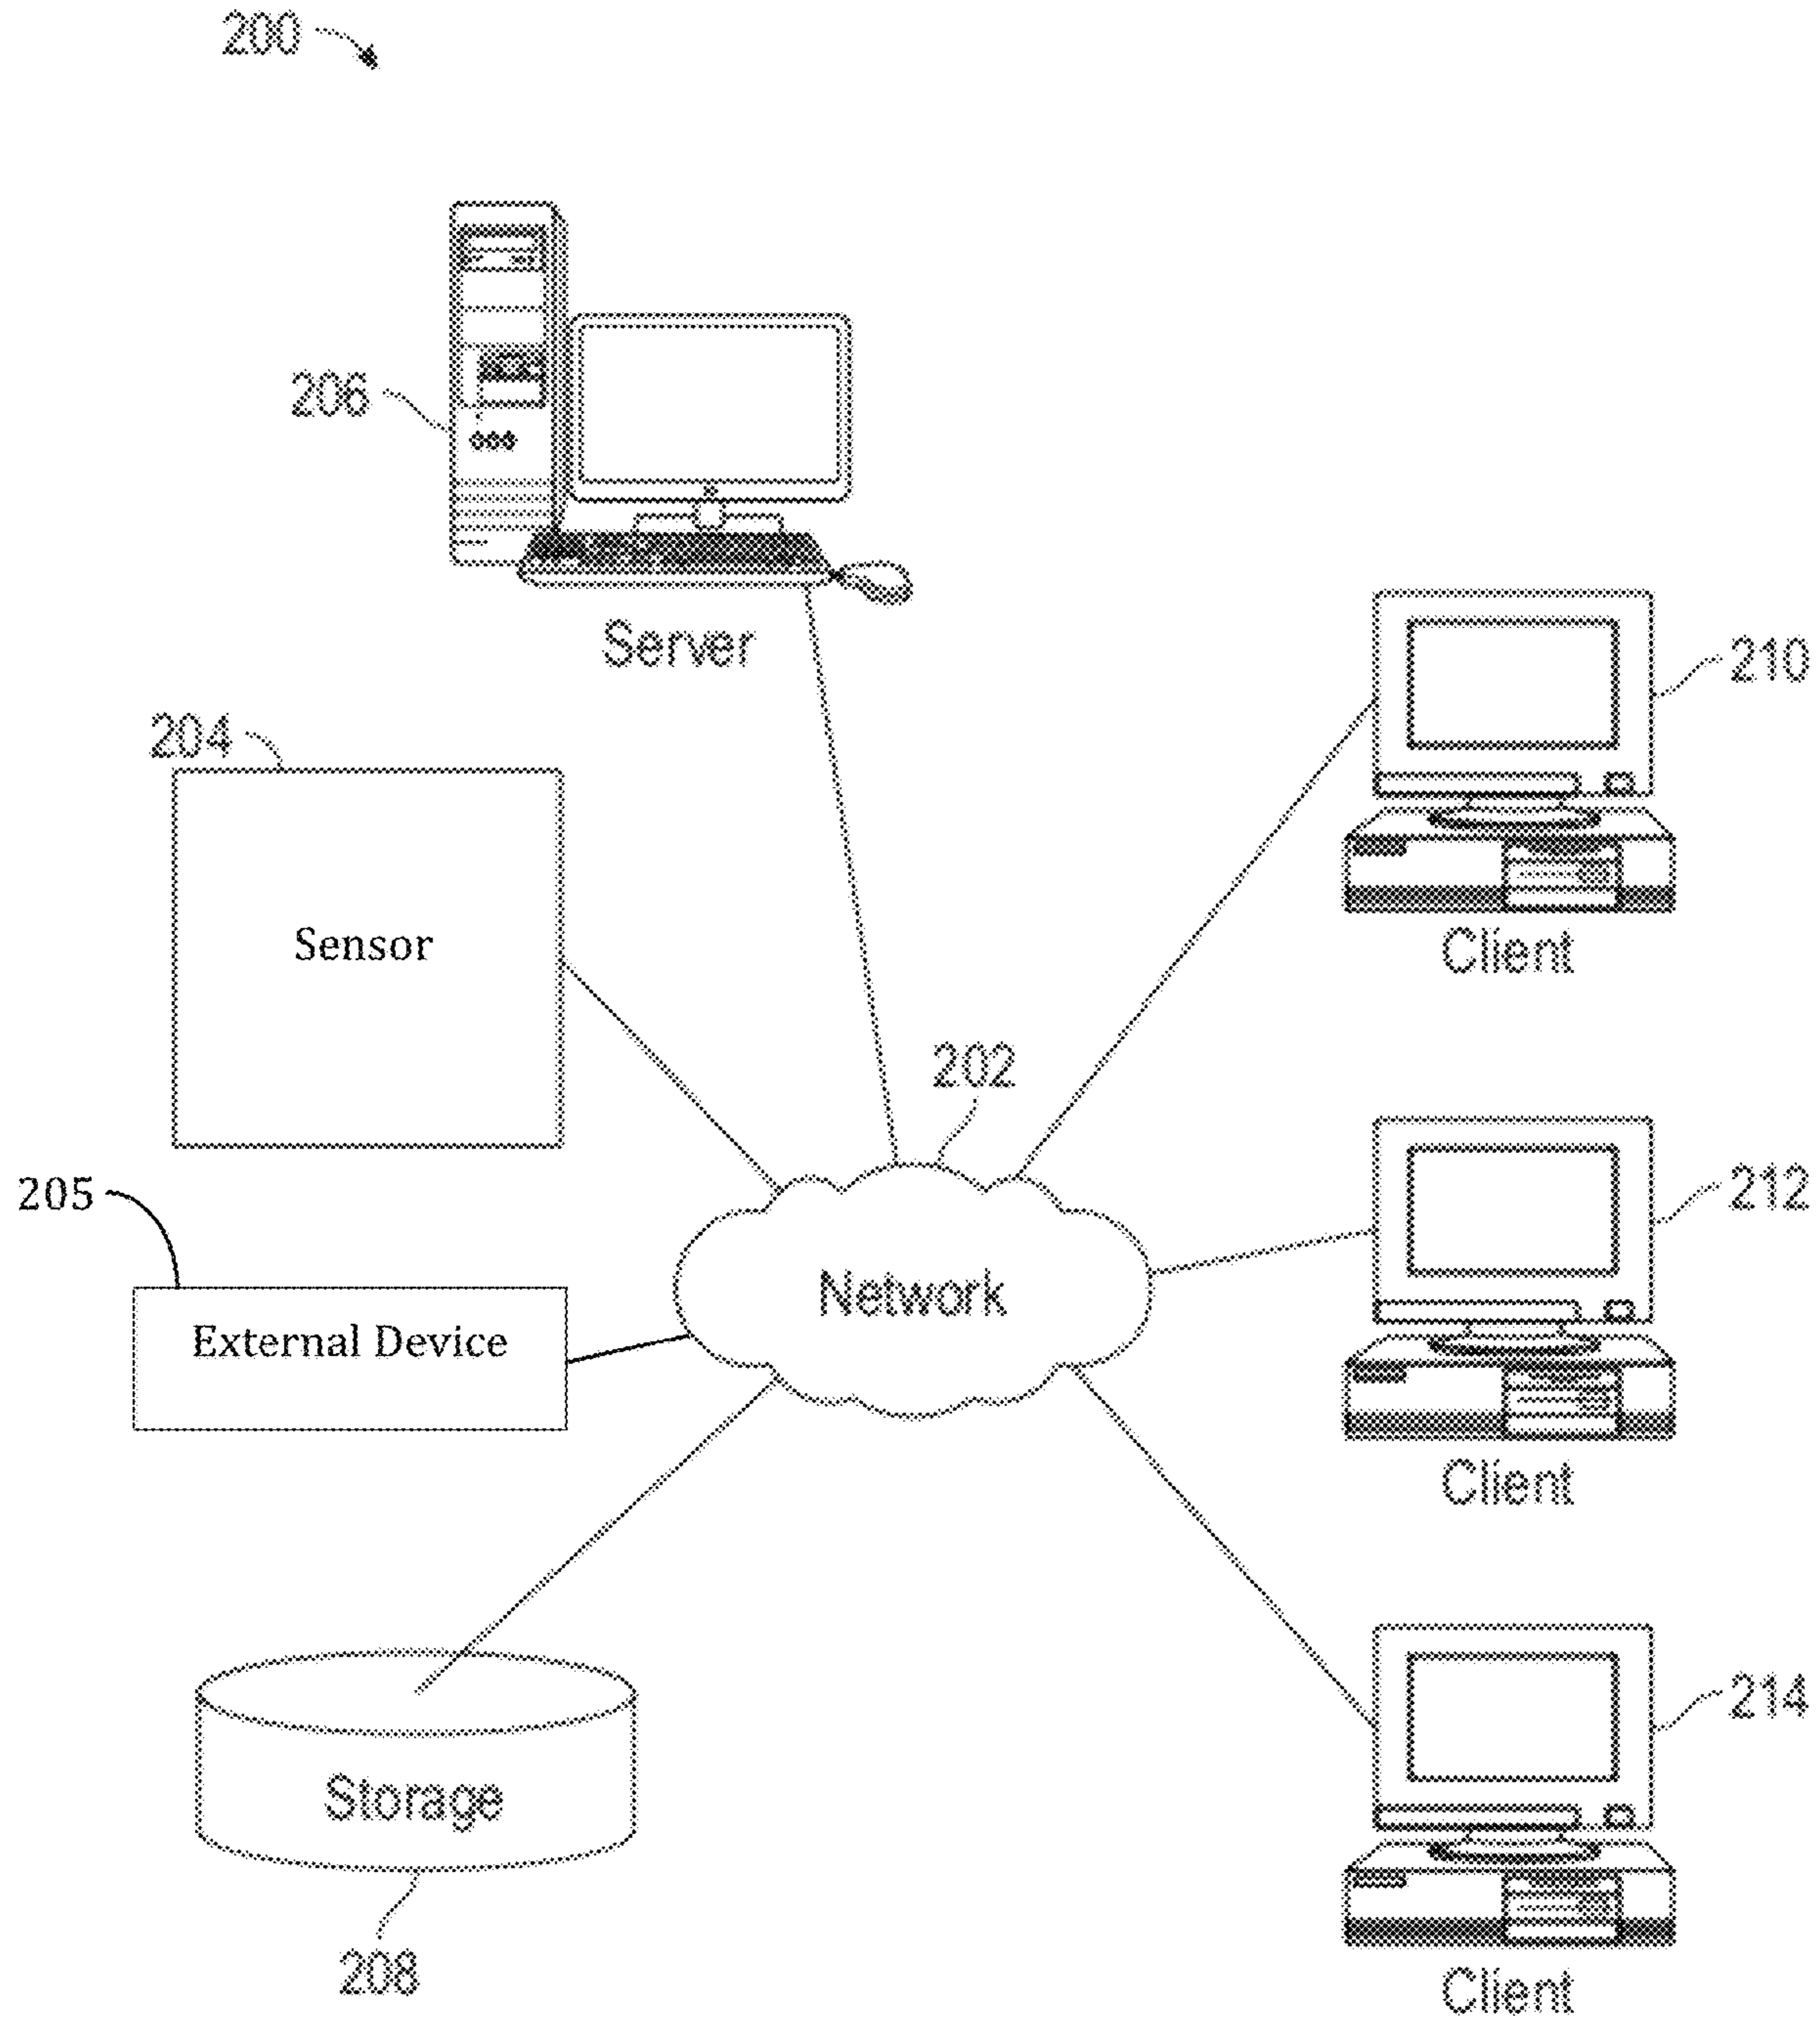 200
206
Server
210
204
Client
Sensor
202
205
212
Network
External Device
Client
214
Storage
208
Client